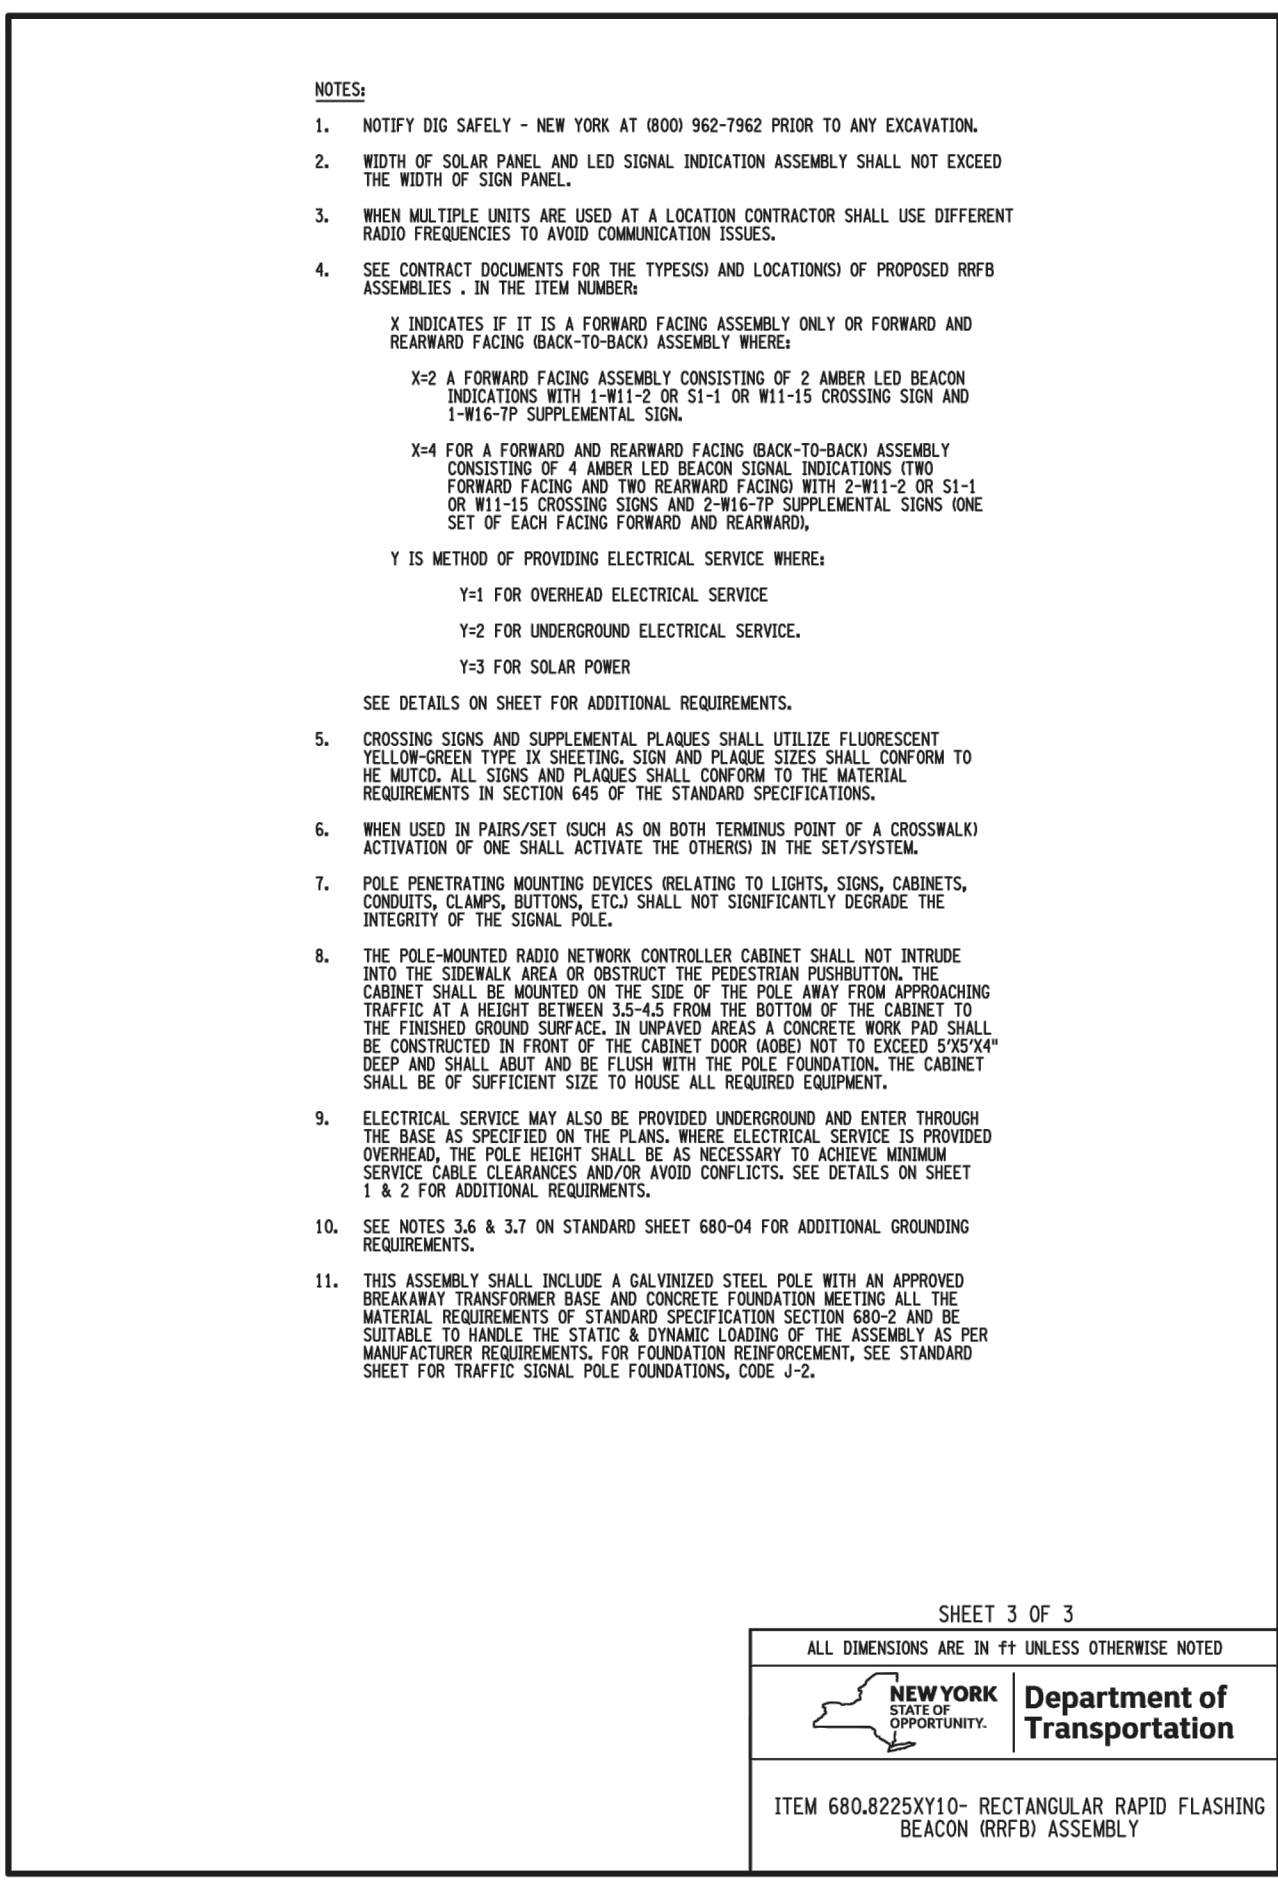 NOTES:
1. NOTIFY DIG SAFELY - NEW YORK AT (800) 962-7962 PRIOR TO ANY EXCAVATION.
2. WIDTH OF SOLAR PANEL AND LED SIGNAL INDICATION ASSEMBLY SHALL NOT EXCEED
THE WIDTH OF SIGN PANEL.
3. WHEN MULTIPLE UNITS ARE USED AT A LOCATION CONTRACTOR SHALL USE DIFFERENT
RADIO FREQUENCIES TO AVOID COMMUNICATION ISSUES.
4. SEE CONTRACT DOCUMENTS FOR THE TYPES(S) AND LOCATION(S) OF PROPOSED RRFB
ASSEMBLIES . IN THE ITEM NUMBER:
X INDICATES IF IT IS A FORWARD FACING ASSEMBLY ONLY OR FORWARD AND
REARWARD FACING (BACK-TO-BACK) ASSEMBLY WHERE:
X=2 A FORWARD FACING ASSEMBLY CONSISTING OF 2 AMBER LED BEACON
INDICATIONS WITH 1-W11-2 OR S1-1 OR W11-15 CROSSING SIGN AND
1-W16-7P SUPPLEMENTAL SIGN.
X=4 FOR A FORWARD AND REARWARD FACING (BACK-TO-BACK) ASSEMBLY
CONSISTING OF 4 AMBER LED BEACON SIGNAL INDICATIONS (TWO
FORWARD FACING AND TWO REARWARD FACING) WITH 2-W11-2 OR S1-1
OR W11-15 CROSSING SIGNS AND 2-W16-7P SUPPLEMENTAL SIGNS (ONE
SET OF EACH FACING FORWARD AND REARWARD),
Y IS METHOD OF PROVIDING ELECTRICAL SERVICE WHERE:
Y=1 FOR OVERHEAD ELECTRICAL SERVICE
Y=2 FOR UNDERGROUND ELECTRICAL SERVICE.
Y=3 FOR SOLAR POWER
SEE DETAILS ON SHEET FOR ADDITIONAL REQUIREMENTS.
5. CROSSING SIGNS AND SUPPLEMENTAL PLAQUES SHALL UTILIZE FLUORESCENT
YELLOW-GREEN TYPE IX SHEETING. SIGN AND PLAQUE SIZES SHALL CONFORM TO
HE MUTCD. ALL SIGNS AND PLAQUES SHALL CONFORM TO THE MATERIAL
REQUIREMENTS IN SECTION 645 OF THE STANDARD SPECIFICATIONS.
6. WHEN USED IN PAIRS/SET (SUCH AS ON BOTH TERMINUS POINT OF A CROSSWALK)
ACTIVATION OF ONE SHALL ACTIVATE THE OTHER(S) IN THE SET/SYSTEM.
7. POLE PENETRATING MOUNTING DEVICES (RELATING TO LIGHTS, SIGNS, CABINETS,
CONDUITS, CLAMPS, BUTTONS, ETC.) SHALL NOT SIGNIFICANTLY DEGRADE THE
INTEGRITY OF THE SIGNAL POLE.
8. THE POLE-MOUNTED RADIO NETWORK CONTROLLER CABINET SHALL NOT INTRUDE
INTO THE SIDEWALK AREA OR OBSTRUCT THE PEDESTRIAN PUSHBUTTON. THE
CABINET SHALL BE MOUNTED ON THE SIDE OF THE POLE AWAY FROM APPROACHING
TRAFFIC AT A HEIGHT BETWEEN 3.5-4.5 FROM THE BOTTOM OF THE CABINET TO
THE FINISHED GROUND SURFACE. IN UNPAVED AREAS A CONCRETE WORK PAD SHALL
BE CONSTRUCTED IN FRONT OF THE CABINET DOOR (AOBE) NOT TO EXCEED 5'X5'X4"
DEEP AND SHALL ABUT AND BE FLUSH WITH THE POLE FOUNDATION. THE CABINET
SHALL BE OF SUFFICIENT SIZE TO HOUSE ALL REQUIRED EQUIPMENT.
9. ELECTRICAL SERVICE MAY ALSO BE PROVIDED UNDERGROUND AND ENTER THROUGH
THE BASE AS SPECIFIED ON THE PLANS. WHERE ELECTRICAL SERVICE IS PROVIDED
OVERHEAD, THE POLE HEIGHT SHALL BE AS NECESSARY TO ACHIEVE MINIMUM
SERVICE CABLE CLEARANCES AND/OR AVOID CONFLICTS. SEE DETAILS ON SHEET
1 & 2 FOR ADDITIONAL REQUIRMENTS.
10. SEE NOTES 3.6 & 3.7 ON STANDARD SHEET 680-04 FOR ADDITIONAL GROUNDING
REQUIREMENTS.
11. THIS ASSEMBLY SHALL INCLUDE A GALVINIZED STEEL POLE WITH AN APPROVED
BREAKAWAY TRANSFORMER BASE AND CONCRETE FOUNDATION MEETING ALL THE
MATERIAL REQUIREMENTS OF STANDARD SPECIFICATION SECTION 680-2 AND BE
SUITABLE TO HANDLE THE STATIC & DYNAMIC LOADING OF THE ASSEMBLY AS PER
MANUFACTURER REQUIREMENTS. FOR FOUNDATION REINFORCEMENT, SEE STANDARD
SHEET FOR TRAFFIC SIGNAL POLE FOUNDATIONS, CODE J-2.
SHEET 3 OF 3
ALL DIMENSIONS ARE IN ft UNLESS OTHERWISE NOTED
NEW YORK
STATE OF
OPPORTUNITY.
Department of
Transportation
ITEM 680.8225XY10- RECTANGULAR RAPID FLASHING
BEACON (RRFB) ASSEMBLY